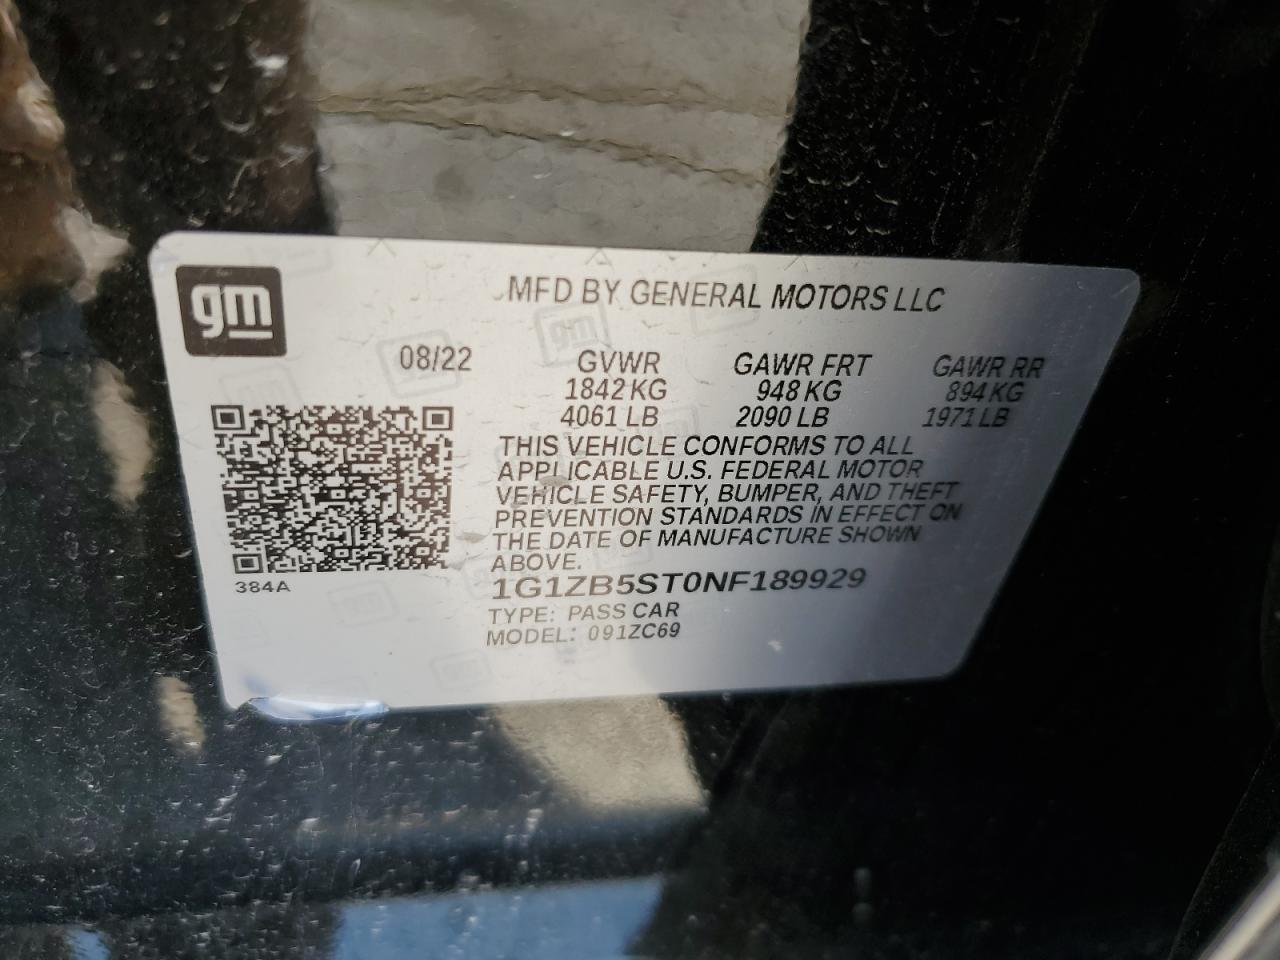 gm
MFD BY GENERAL MOTORS LLC
08/22 GVWR GAWR FRT GAWR RR
1842 KG 948 KG 894 KG
4061 LB 2090 LB 1971 LB
THIS VEHICLE CONFORMS TO ALL
APPLICABLE U.S. FEDERAL MOTOR
VEHICLE SAFETY, BUMPER, AND THEFT
PREVENTION STANDARDS IN EFFECT ON
THE DATE OF MANUFACTURE SHOWN
ABOVE.
384A
1G1ZB5ST0NF189929
TYPE: PASS CAR
MODEL: 091ZC69